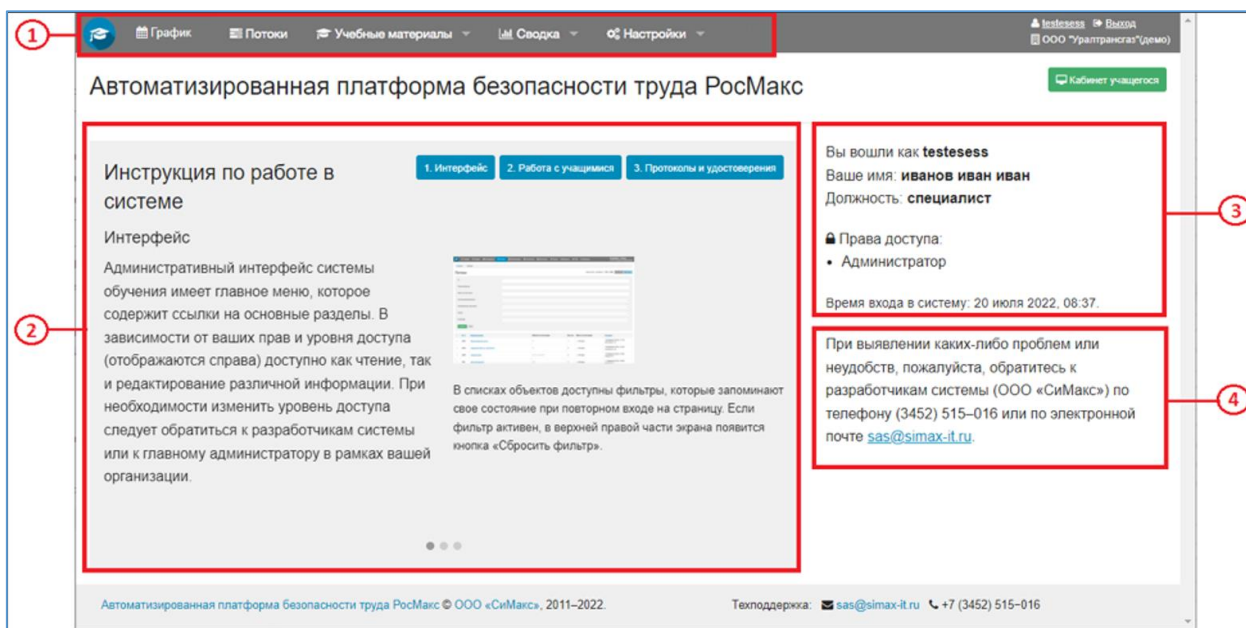 1
График Потоки Учебные материалы Сводка Настройки
testesess Выход
ООО "Уралтрансгаз"(демо)
Автоматизированная платформа безопасности труда РосМакс
Кабинет учащегося
Инструкция по работе в
системе
1. Интерфейс 2. Работа с учащимися 3. Протоколы и удостоверения
Интерфейс
Административный интерфейс системы
обучения имеет главное меню, которое
содержит ссылки на основные разделы. В
зависимости от ваших прав и уровня доступа
(отображаются справа) доступно как чтение, так
и редактирование различной информации. При
необходимости изменить уровень доступа
следует обратиться к разработчикам системы
или к главному администратору в рамках вашей
организации.
В списках объектов доступны фильтры, которые запоминают
свое состояние при повторном входе на страницу. Если
фильтр активен, в верхней правой части экрана появится
кнопка «Сбросить фильтр».
2
Вы вошли как testesess
Ваше имя: иванов иван иван
Должность: специалист
Права доступа:
• Администратор
Время входа в систему: 20 июля 2022, 08:37.
3
При выявлении каких-либо проблем или
неудобств, пожалуйста, обратитесь к
разработчикам системы (ООО «СиМакс») по
телефону (3452) 515–016 или по электронной
почте sas@simax-it.ru.
4
Автоматизированная платформа безопасности труда РосМакс © ООО «СиМакс», 2011–2022.
Техподдержка: sas@simax-it.ru +7 (3452) 515–016